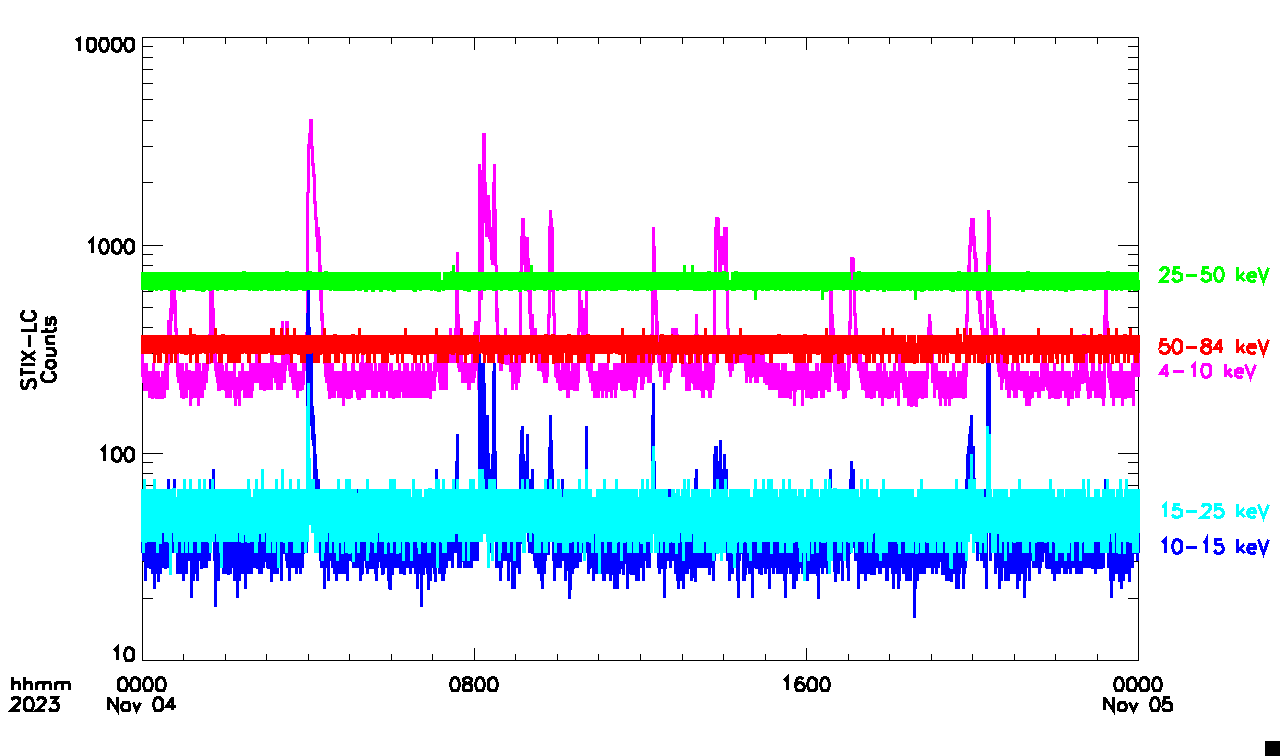 10000
1000
100
10
STIX-LC
Counts
25-50 keV
50-84 keV
4-10 keV
15-25 keV
10-15 keV
hhmm 0000 0800 1600 0000
2023 Nov 04 Nov 05